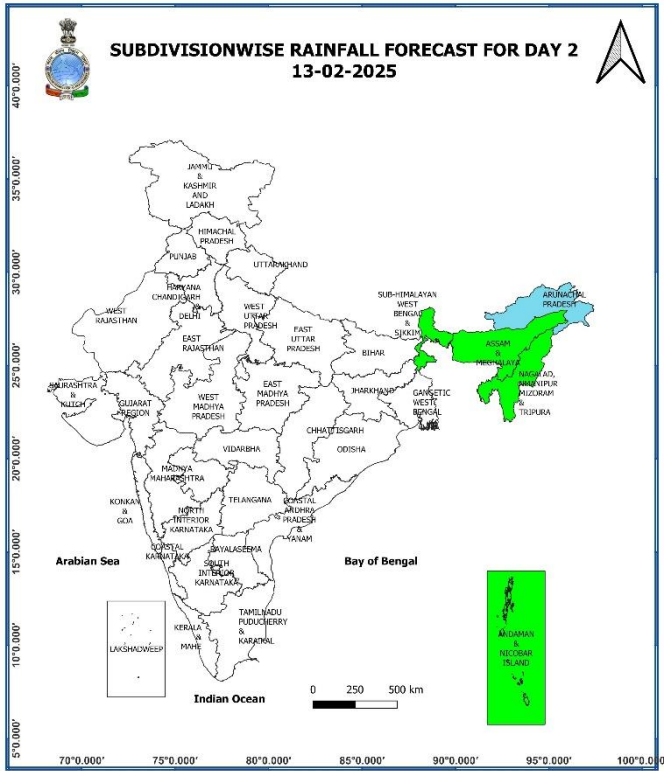 SUBDIVISIONWISE RAINFALL FORECAST FOR DAY 2
13-02-2025
40°0.000'
35°0.000'
30°0.000'
25°0.000'
20°0.000'
15°0.000'
10°0.000'
5°0.000'
JAMMU
&
KASHMIR
AND
LADAKH
HIMACHAL
PRADESH
PUNJAB
UTTARAKHAND
HARYANA
CHANDIGARH
DELHI
WEST
RAJASTHAN
WEST
UTTAR
PRADESH
EAST
RAJASTHAN
EAST
UTTAR
PRADESH
SUB-HIMALAYAN
WEST
BENGAL
&
SIKKIM
ARUNACHAL
PRADESH
ASSAM
&
MEGHALAYA
BIHAR
NAGALAD,
MANIPUR
MIZORAM
&
TRIPURA
SAURASHTRA
&
KUTCH
GUJARAT
REGION
WEST
MADHYA
PRADESH
EAST
MADHYA
PRADESH
JHARKHAND
GANGETIC
WEST
BENGAL
CHHATTISGARH
ODISHA
VIDARBHA
MADHYA
MAHARASHTRA
TELANGANA
KONKAN
&
GOA
NORTH
INTERIOR
KARNATAKA
COASTAL
ANDHRA
PRADESH
&
YANAM
COASTAL
KARNATAKA
RAYALASEEMA
SOUTH
INTERIOR
KARNATAKA
Arabian Sea
Bay of Bengal
TAMILNADU
PUDUCHERRY
&
KARAIKAL
KERALA
&
MAHE
LAKSHADWEEP
ANDAMAN
&
NICOBAR
ISLAND
Indian Ocean
0 250 500 km
70°0.000' 75°0.000' 80°0.000' 85°0.000' 90°0.000' 95°0.000' 100°0.000'